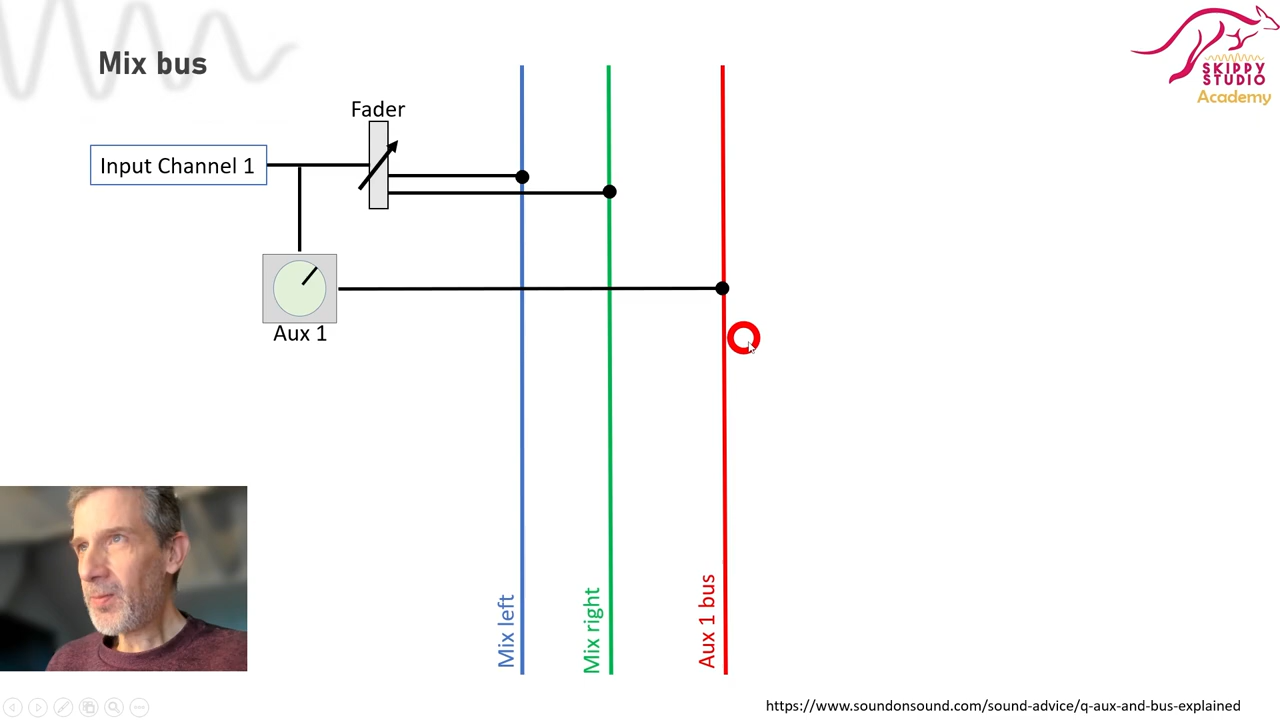 Mix bus
SKIPPY
STUDIO
Academy
Fader
Input Channel 1
Aux 1
Mix left
Mix right
Aux 1 bus
https://www.soundonsound.com/sound-advice/q-aux-and-bus-explained